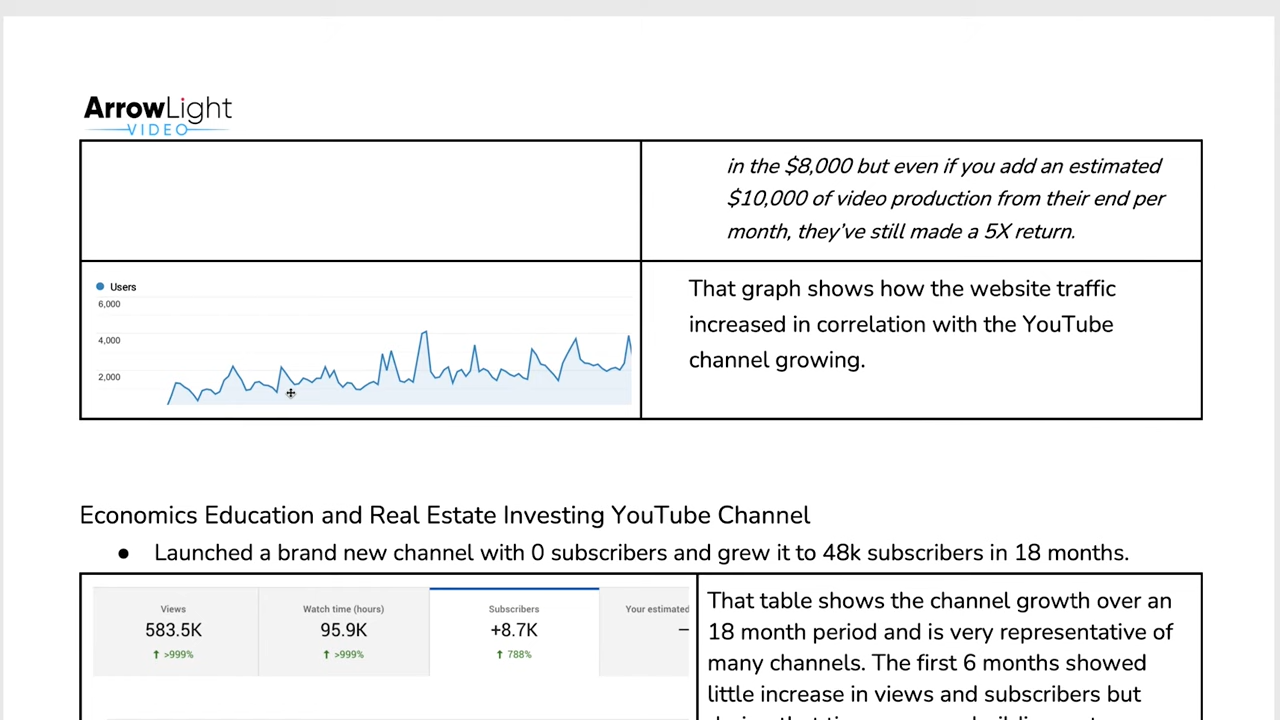 ArrowLight
VIDEO
in the $8,000 but even if you add an estimated
$10,000 of video production from their end per
month, they've still made a 5X return.
Users
6,000
4,000
2,000
That graph shows how the website traffic
increased in correlation with the YouTube
channel growing.
Economics Education and Real Estate Investing YouTube Channel
● Launched a brand new channel with 0 subscribers and grew it to 48k subscribers in 18 months.
Views
583.5K
↑ >999%
Watch time (hours)
95.9K
↑ >999%
Subscribers
+8.7K
↑ 788%
Your estimated
—
That table shows the channel growth over an
18 month period and is very representative of
many channels. The first 6 months showed
little increase in views and subscribers but